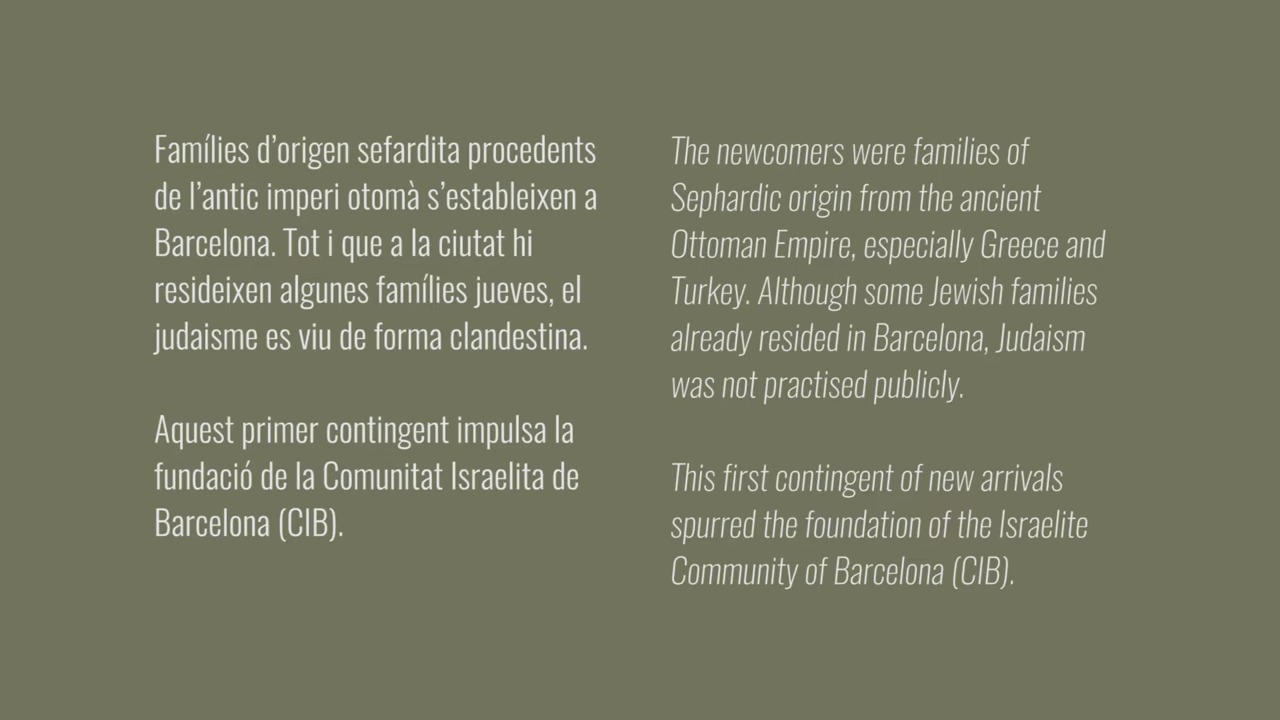 Famílies d’origen sefardita procedents
de l’antic imperi otomà s’estableixen a
Barcelona. Tot i que a la ciutat hi
resideixen algunes famílies jueves, el
judaisme es viu de forma clandestina.
Aquest primer contingent impulsa la
fundació de la Comunitat Israelita de
Barcelona (CIB).
The newcomers were families of
Sephardic origin from the ancient
Ottoman Empire, especially Greece and
Turkey. Although some Jewish families
already resided in Barcelona, Judaism
was not practised publicly.
This first contingent of new arrivals
spurred the foundation of the Israelite
Community of Barcelona (CIB).